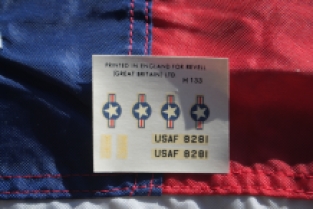 PRINTED IN ENGLAND FOR REVELL
(GREAT BRITAIN) LTD
H 133
USAF 8281
USAF 8281